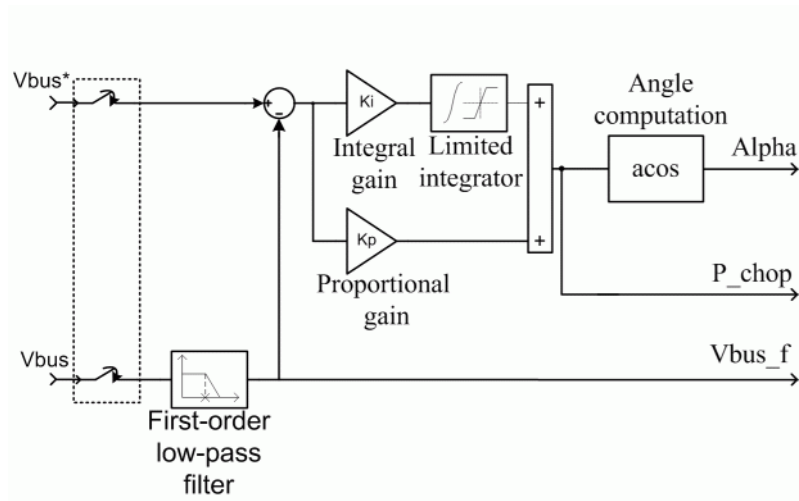 Vbus*
Ki
Integral
gain
Limited
integrator
+
-
+
+
Angle
computation
acos
Alpha
Kp
Proportional
gain
P_chop
Vbus
Vbus_f
First-order
low-pass
filter